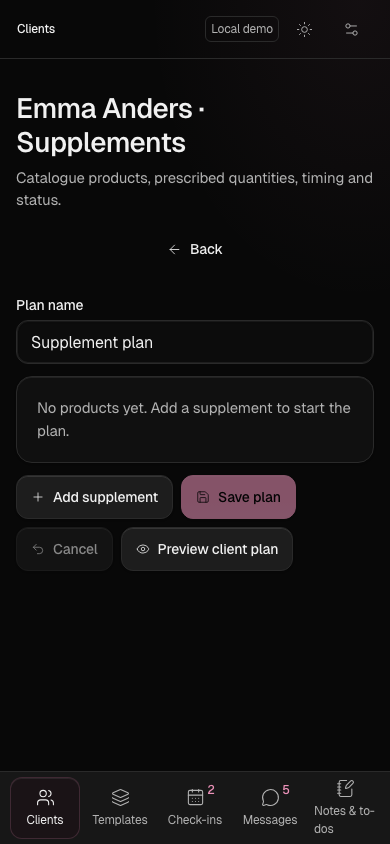 Clients
Local demo
Emma Anders ·
Supplements
Catalogue products, prescribed quantities, timing and
status.
Back
Plan name
Supplement plan
No products yet. Add a supplement to start the
plan.
Add supplement
Save plan
Cancel
Preview client plan
2
5
Clients
Templates
Check-ins
Messages
Notes & to-
dos